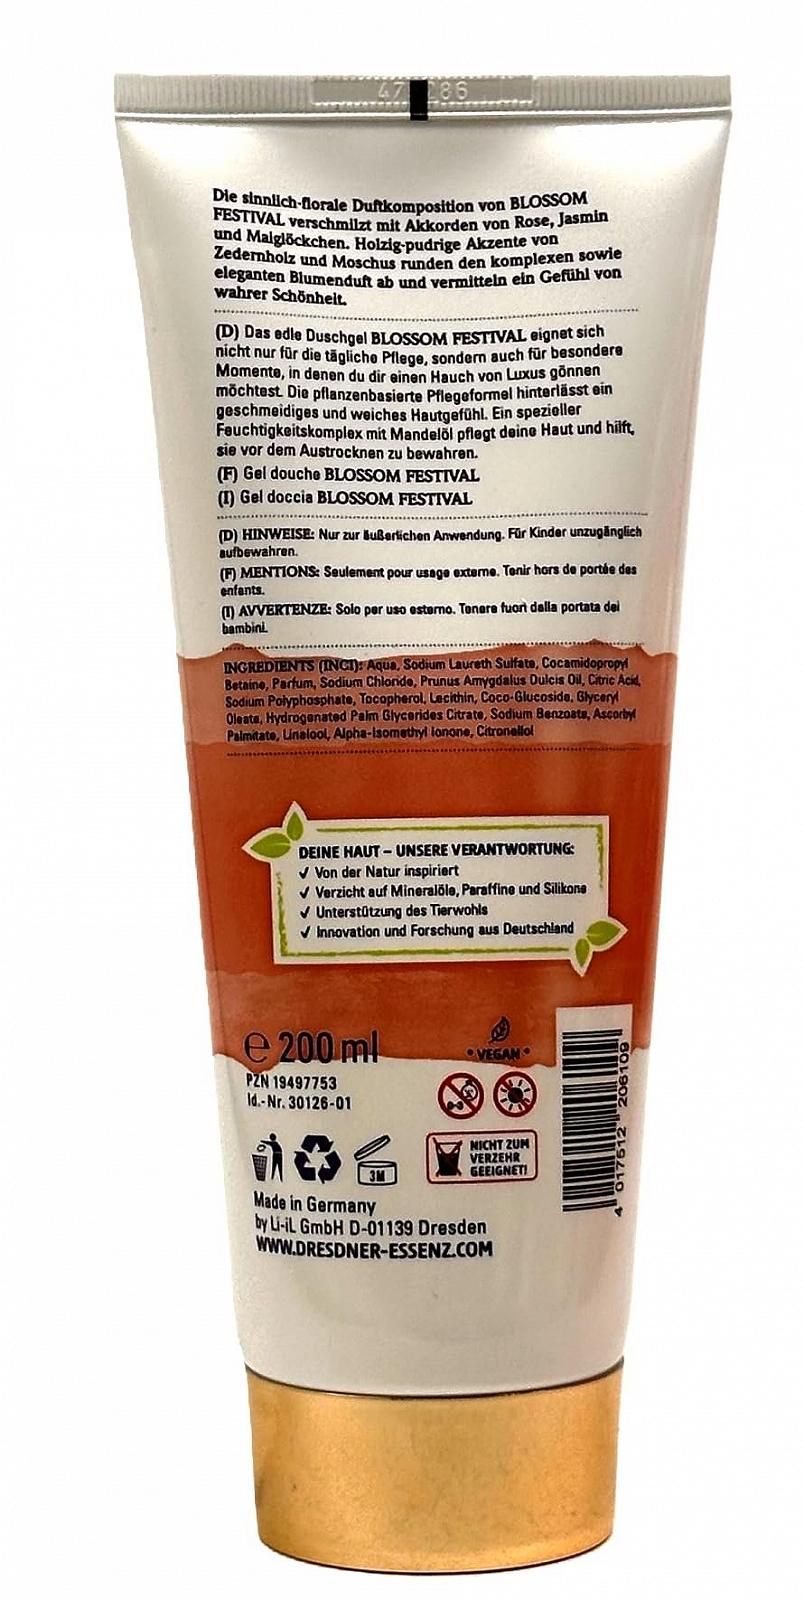 Die sinnlich-florale Duftkomposition von BLOSSOM
FESTIVAL verschmilzt mit Akkorden von Rose, Jasmin
und Maiglöckchen. Holzig-pudrige Akzente von
Zedernholz und Moschus runden den komplexen sowie
eleganten Blumenduft ab und vermitteln ein Gefühl von
wahrer Schönheit.
(D) Das edle Duschgel BLOSSOM FESTIVAL eignet sich
nicht nur für die tägliche Pflege, sondern auch für besondere
Momente, in denen du dir einen Hauch von Luxus gönnen
möchtest. Die pflanzenbasierte Pflegeformel hinterlässt ein
geschmeidiges und weiches Hautgefühl. Ein spezieller
Feuchtigkeitskomplex mit Mandelöl pflegt deine Haut und hilft,
sie vor dem Austrocknen zu bewahren.
(F) Gel douche BLOSSOM FESTIVAL
(I) Gel doccia BLOSSOM FESTIVAL
(D) HINWEISE: Nur zur äußerlichen Anwendung. Für Kinder unzugänglich
aufbewahren.
(F) MENTIONS: Seulement pour usage externe. Tenir hors de portée des
enfants.
(I) AVVERTENZE: Solo per uso esterno. Tenere fuori dalla portata dei
bambini.
INGREDIENTS (INCI): Aqua, Sodium Laureth Sulfate, Cocamidopropyl
Betaine, Parfum, Sodium Chloride, Prunus Amygdalus Dulcis Oil, Citric Acid,
Sodium Polyphosphate, Tocopherol, Lecithin, Coco-Glucoside, Glyceryl
Oleate, Hydrogenated Palm Glycerides Citrate, Sodium Benzoate, Ascorbyl
Palmitate, Linalool, Alpha-Isomethyl Ionone, Citronellol
DEINE HAUT – UNSERE VERANTWORTUNG:
✓ Von der Natur inspiriert
✓ Verzicht auf Mineralöle, Paraffine und Silikone
✓ Unterstützung des Tierwohls
✓ Innovation und Forschung aus Deutschland
℮ 200 ml
• VEGAN •
PZN 19497753
Id.-Nr. 30126-01
3M
NICHT ZUM
VERZEHR
GEEIGNET!
4 017512 206109
Made in Germany
by Li-iL GmbH D-01139 Dresden
WWW.DRESDNER-ESSENZ.COM